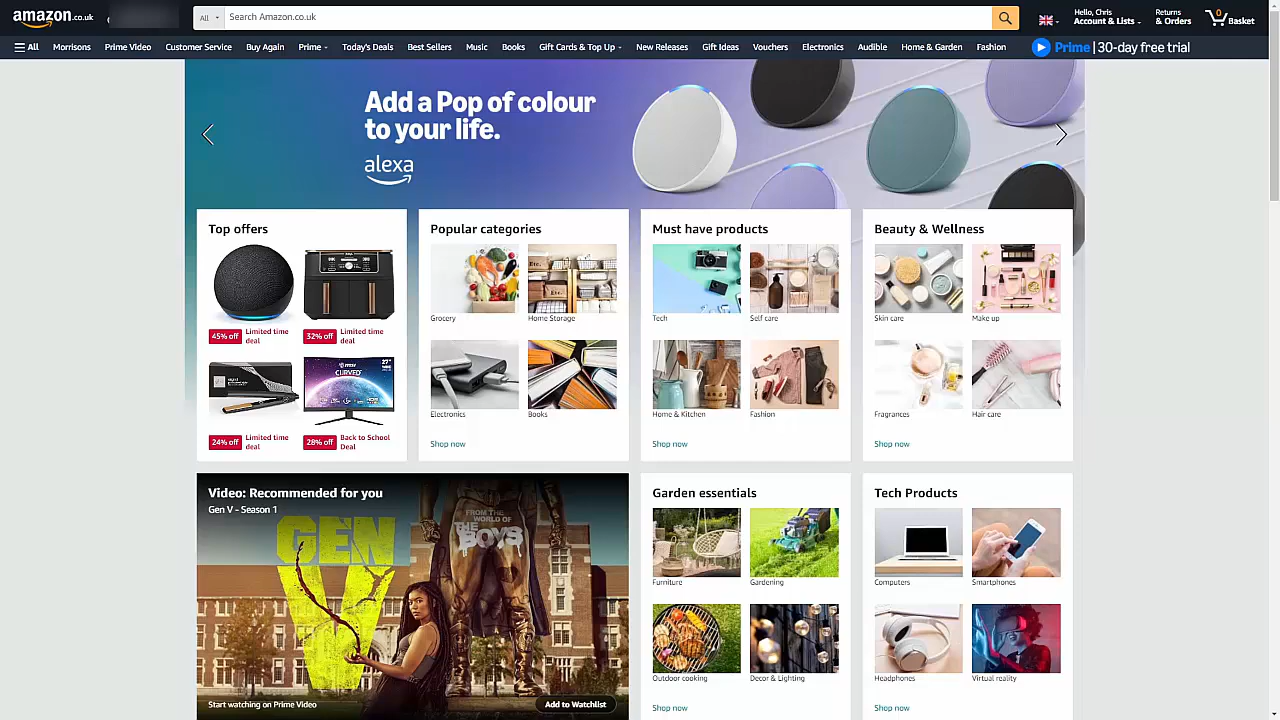 amazon.co.uk
All
Search Amazon.co.uk
Hello, Chris
Account & Lists
Returns
& Orders
0
Basket
All
Morrisons
Prime Video
Customer Service
Buy Again
Prime
Today's Deals
Best Sellers
Music
Books
Gift Cards & Top Up
New Releases
Gift Ideas
Vouchers
Electronics
Audible
Home & Garden
Fashion
Prime | 30-day free trial
Add a Pop of colour
to your life.
alexa
Top offers
45% off
Limited time
deal
32% off
Limited time
deal
CURVED
27"
24% off
Limited time
deal
28% off
Back to School
Deal
Popular categories
Etc.
Etc.
Grocery
Home Storage
Electronics
Books
Shop now
Must have products
Tech
Self care
Home & Kitchen
Fashion
Shop now
Beauty & Wellness
Skin care
Make up
Fragrances
Hair care
Shop now
Video: Recommended for you
Gen V - Season 1
GEN
V
FROM THE
WORLD OF
THE
BOYS
Start watching on Prime Video
Add to Watchlist
Garden essentials
Furniture
Gardening
Outdoor cooking
Decor & Lighting
Shop now
Tech Products
Computers
Smartphones
Headphones
Virtual reality
Shop now